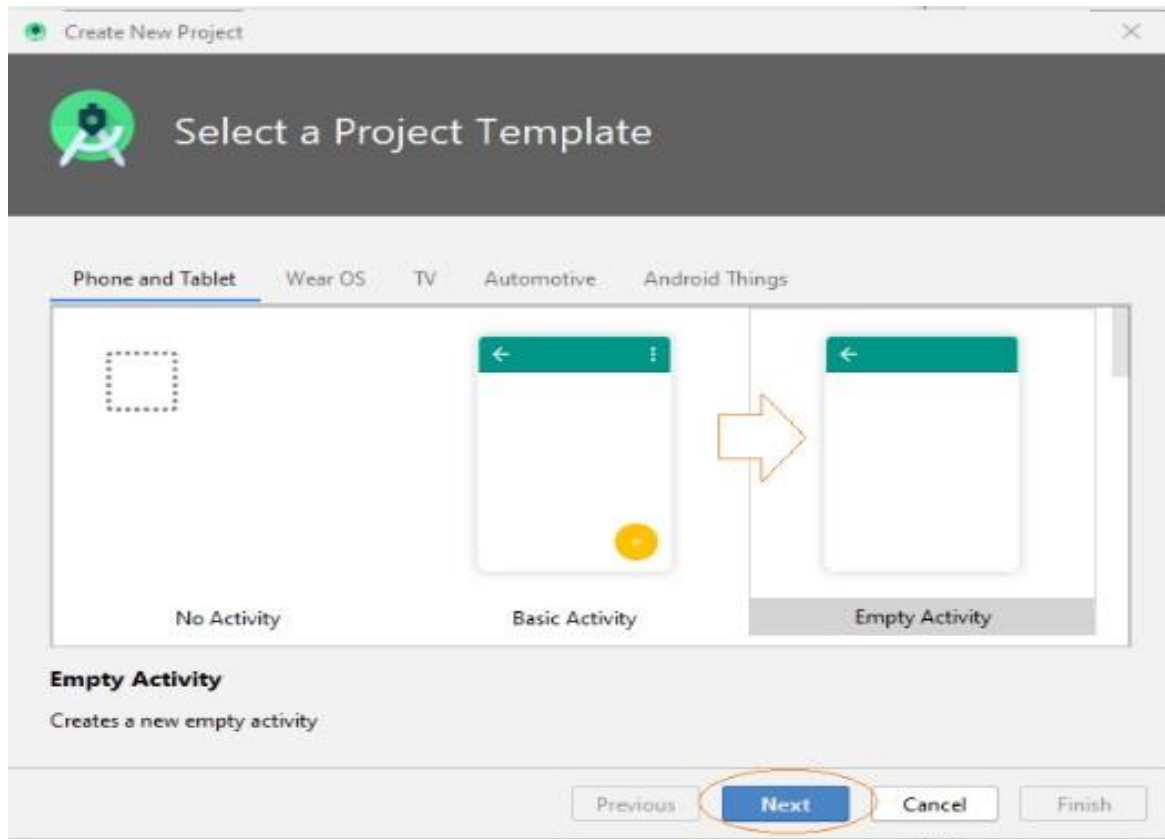 Create New Project
Select a Project Template
Phone and Tablet Wear OS TV Automotive Android Things
No Activity Basic Activity Empty Activity
Empty Activity
Creates a new empty activity
Previous Next Cancel Finish